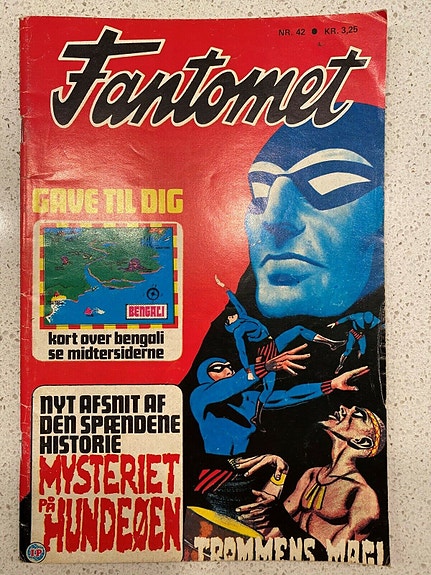 NR. 42 ● KR. 3,25
Fantomet
GAVE TIL DIG
BENGALI
kort over bengali
se midtersiderne
NYT AFSNIT AF
DEN SPÆNDENE
HISTORIE
MYSTERIET
PÅ
HUNDEØEN
TROMMENS MAGI